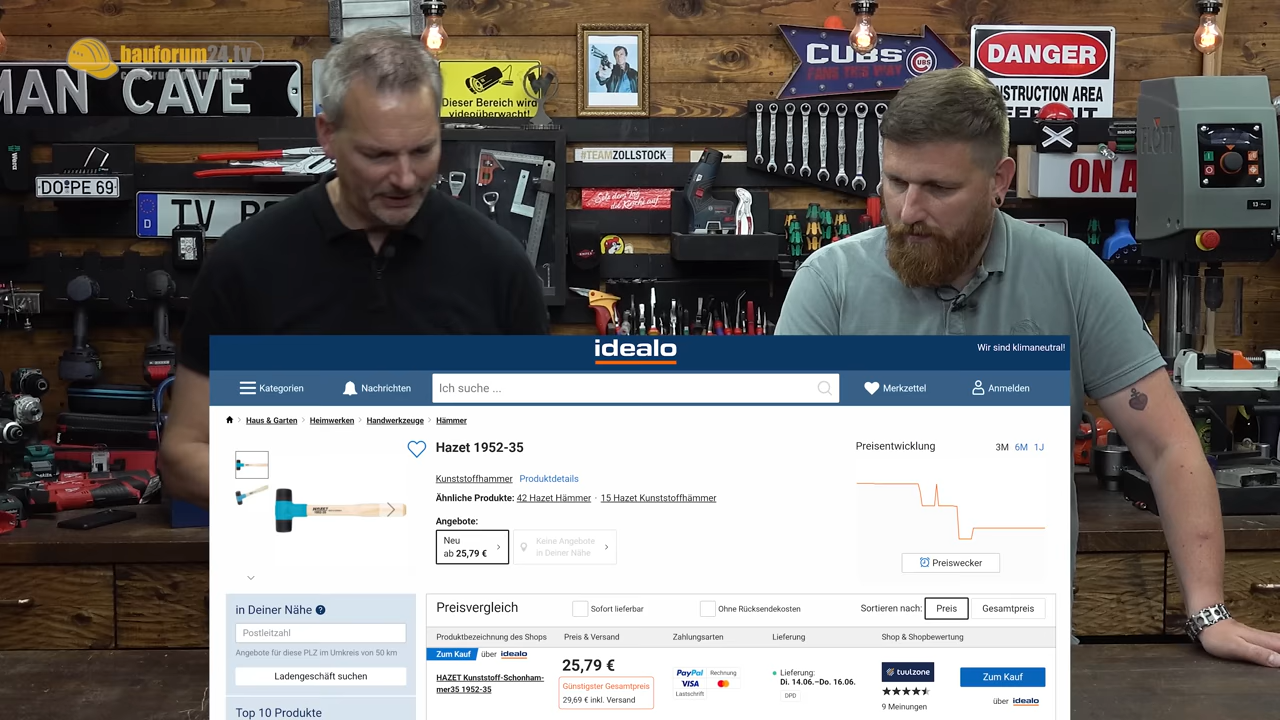 bauforum24.tv
MAN CAVE
Dieser Bereich wird
videoüberwacht!
CUBS
FANS THIS WAY
CUBS
DANGER
CONSTRUCTION AREA
#TEAMZOLLSTOCK
metabo
DO PE 69
D
TV
ON A
FLOTT
idealo
Wir sind klimaneutral!
Kategorien
Nachrichten
Ich suche ...
Merkzettel
Anmelden
Haus & Garten
Heimwerken
Handwerkzeuge
Hämmer
Hazet 1952-35
Preisentwicklung
3M 6M 1J
Kunststoffhammer Produktdetails
Ähnliche Produkte: 42 Hazet Hämmer · 15 Hazet Kunststoffhämmer
Angebote:
Neu
ab 25,79 €
Keine Angebote
in Deiner Nähe
Preiswecker
in Deiner Nähe ?
Postleitzahl
Angebote für diese PLZ im Umkreis von 50 km
Ladengeschäft suchen
Top 10 Produkte
Preisvergleich
Sofort lieferbar
Ohne Rücksendekosten
Sortieren nach:
Preis
Gesamtpreis
Produktbezeichnung des Shops
Preis & Versand
Zahlungsarten
Lieferung
Shop & Shopbewertung
Zum Kauf über idealo
HAZET Kunststoff-Schonham-
mer35 1952-35
25,79 €
Günstigster Gesamtpreis
29,69 € inkl. Versand
PayPal
Rechnung
VISA
Lastschrift
Lieferung:
Di. 14.06.–Do. 16.06.
DPD
tuulzone
9 Meinungen
Zum Kauf
über idealo